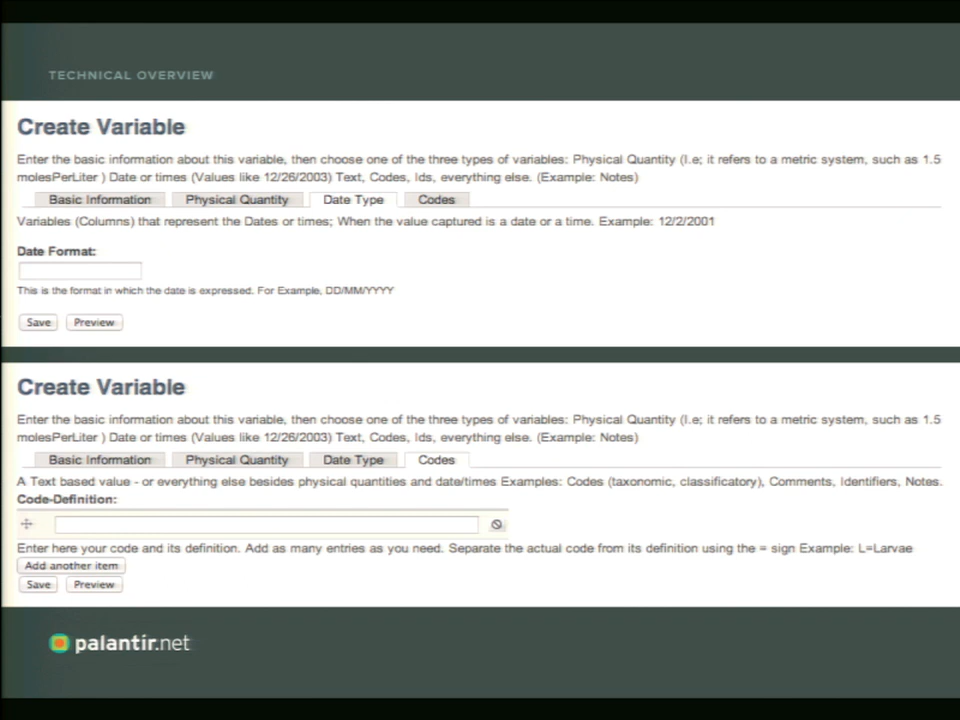 TECHNICAL OVERVIEW
Create Variable
Enter the basic information about this variable, then choose one of the three types of variables: Physical Quantity (I.e; it refers to a metric system, such as 1.5
molesPerLiter ) Date or times (Values like 12/26/2003) Text, Codes, Ids, everything else. (Example: Notes)
Basic Information Physical Quantity Date Type Codes
Variables (Columns) that represent the Dates or times; When the value captured is a date or a time. Example: 12/2/2001
Date Format:
This is the format in which the date is expressed. For Example, DD/MM/YYYY
Save Preview
Create Variable
Enter the basic information about this variable, then choose one of the three types of variables: Physical Quantity (I.e; it refers to a metric system, such as 1.5
molesPerLiter ) Date or times (Values like 12/26/2003) Text, Codes, Ids, everything else. (Example: Notes)
Basic Information Physical Quantity Date Type Codes
A Text based value - or everything else besides physical quantities and date/times Examples: Codes (taxonomic, classificatory), Comments, Identifiers, Notes.
Code-Definition:
Enter here your code and its definition. Add as many entries as you need. Separate the actual code from its definition using the = sign Example: L=Larvae
Add another item
Save Preview
palantir.net